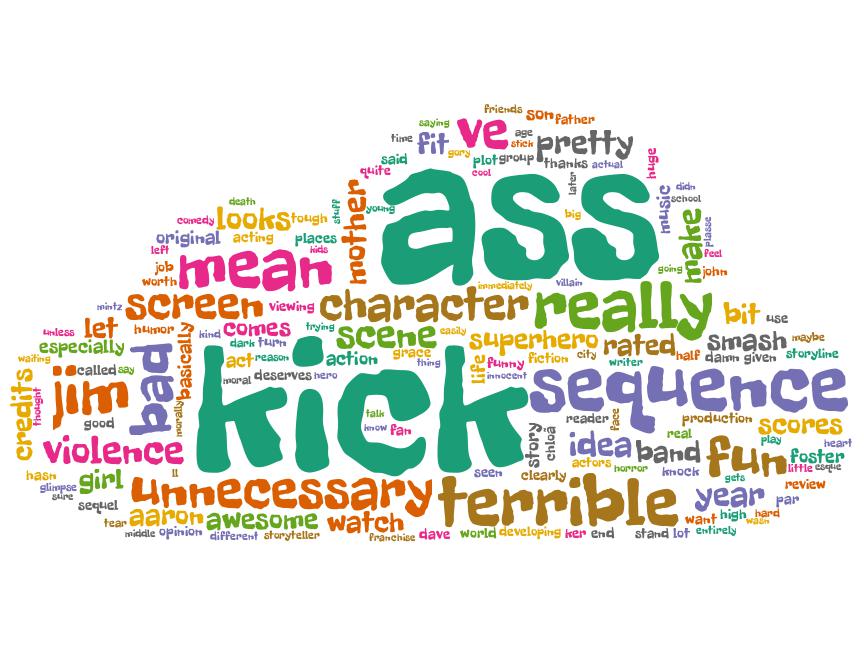 friends son father
saying ve age
time fit stick pretty
gory
said plot group thanks actual huge
quite cool
ass
later
mother
young
stuff
death
comedy looks tough
big
music
didn
school
make
plasse
feel
original acting places
left kids
job mean
worth
going john
immediately villain
mintz screen viewing character really bit use
unless let humor kind comes trying scene easily superhero rated smash maybe
especially basically dark turn grace city half damn given storyline
waiting act reason action thing life funny fiction writer
called say bad moral deserves hero innocent
credits thought jim
kick
sequence
good morally talk
know fan
story chloä reader face production scores
violence idea band real play heart
actors fun foster
hasn girl ll seen clearly horror knock little esque
glimpse gets review
sure unnecessary terrible year par
sequel
tear aaron awesome watch want high hard
wasn
middle opinion different storyteller franchise dave world developing ker end stand lot entirely